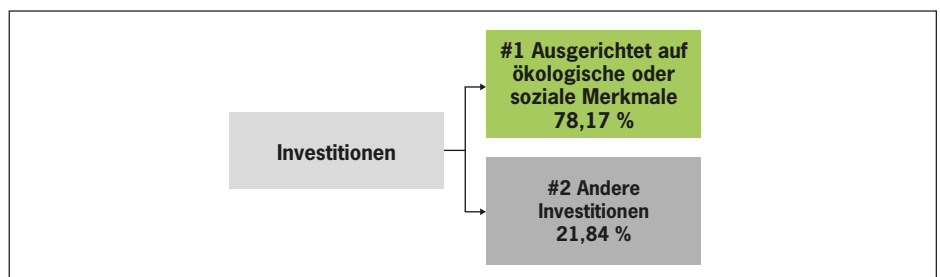 Investitionen
#1 Ausgerichtet auf
ökologische oder
soziale Merkmale
78,17 %
#2 Andere
Investitionen
21,84 %